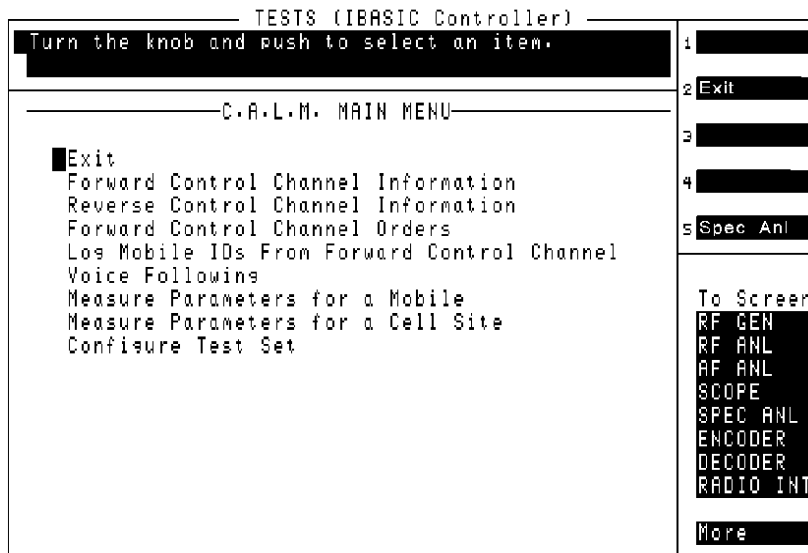 TESTS (IBASIC Controller)
Turn the knob and push to select an item.
C.A.L.M. MAIN MENU
Exit
Forward Control Channel Information
Reverse Control Channel Information
Forward Control Channel Orders
Log Mobile IDs From Forward Control Channel
Voice Following
Measure Parameters for a Mobile
Measure Parameters for a Cell Site
Configure Test Set
1
2 Exit
3
4
5 Spec Anl
To Screen
RF GEN
RF ANL
AF ANL
SCOPE
SPEC ANL
ENCODER
DECODER
RADIO INT
More